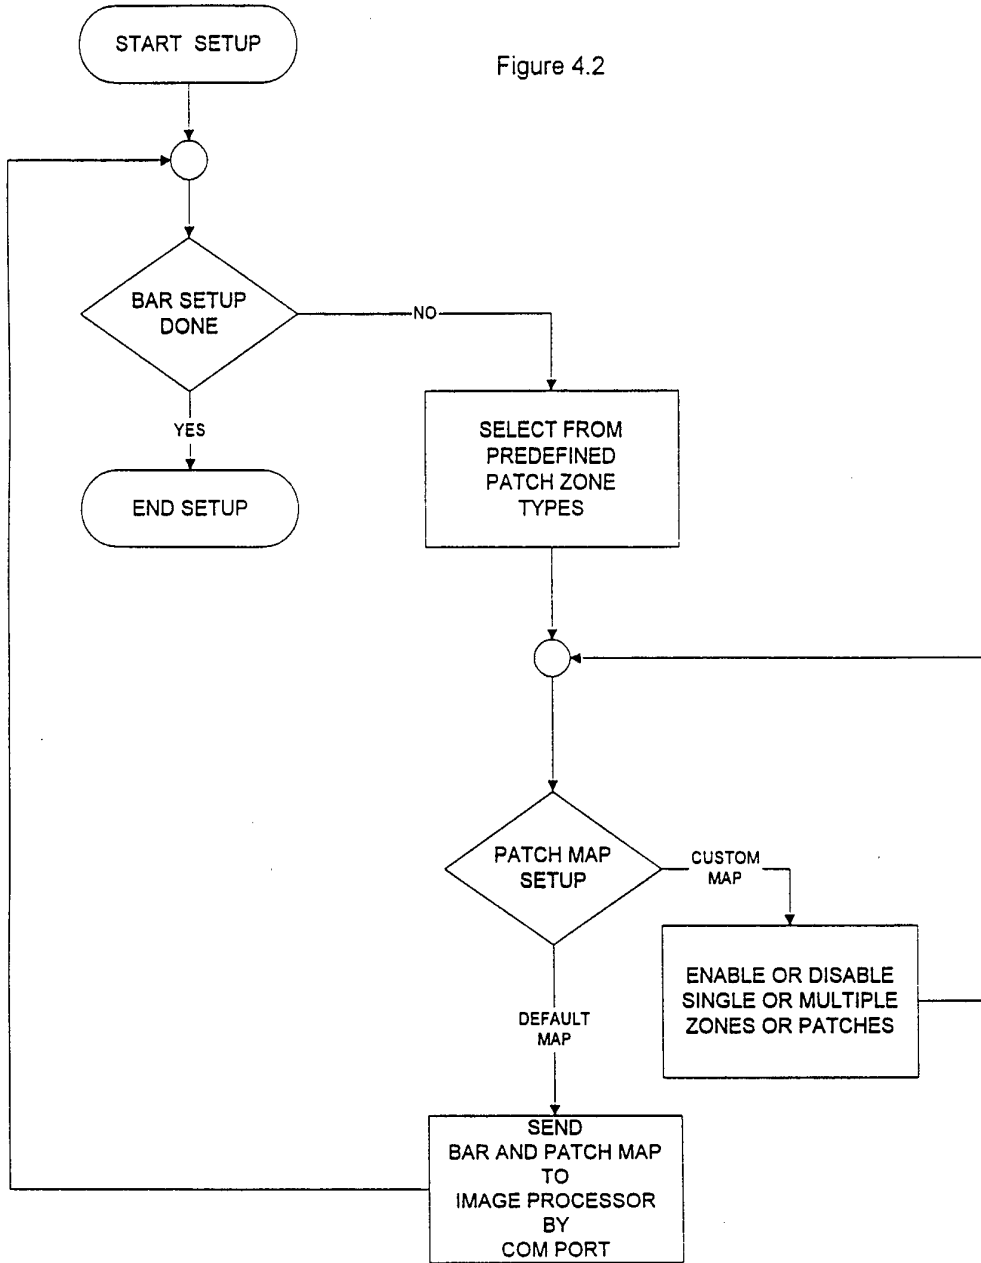 START SETUP
Figure 4.2
BAR SETUP
DONE
NO
YES
SELECT FROM
PREDEFINED
PATCH ZONE
TYPES
END SETUP
PATCH MAP
SETUP
CUSTOM
MAP
ENABLE OR DISABLE
SINGLE OR MULTIPLE
ZONES OR PATCHES
DEFAULT
MAP
SEND
BAR AND PATCH MAP
TO
IMAGE PROCESSOR
BY
COM PORT